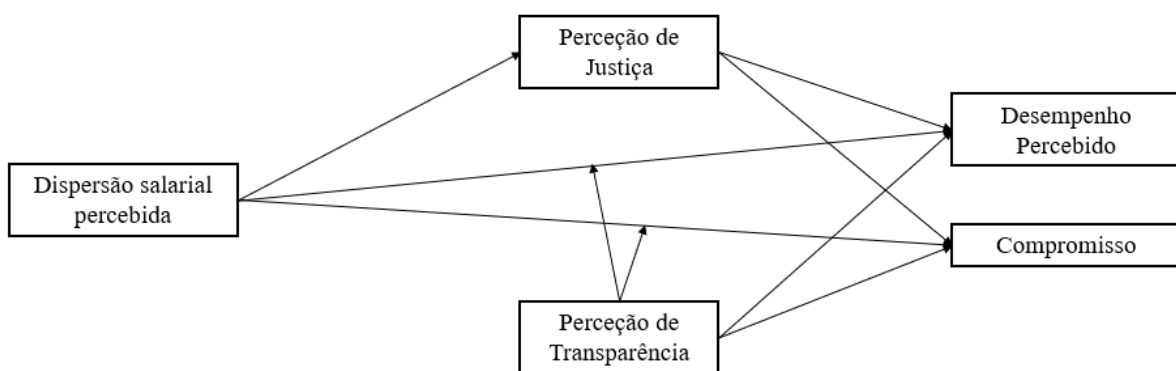 Perceção de
Justiça
Desempenho
Percebido
Dispersão salarial
percebida
Compromisso
Perceção de
Transparência